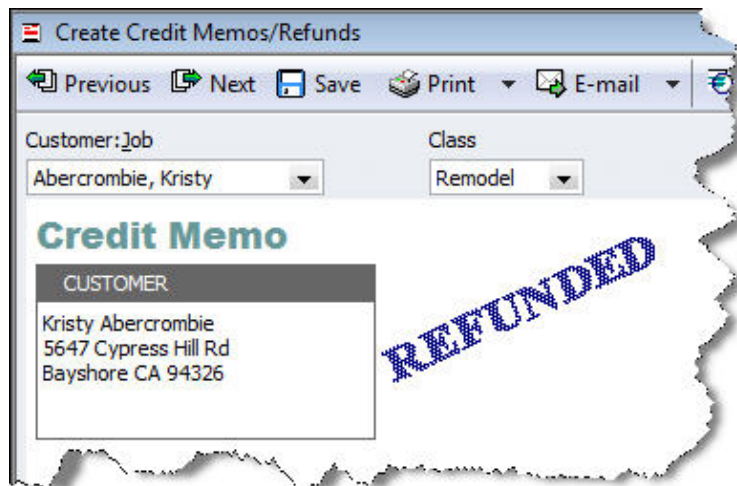 Create Credit Memos/Refunds
Previous Next Save Print E-mail
Customer:Job Class
Abercrombie, Kristy Remodel
Credit Memo
CUSTOMER
REFUNDED
Kristy Abercrombie
5647 Cypress Hill Rd
Bayshore CA 94326